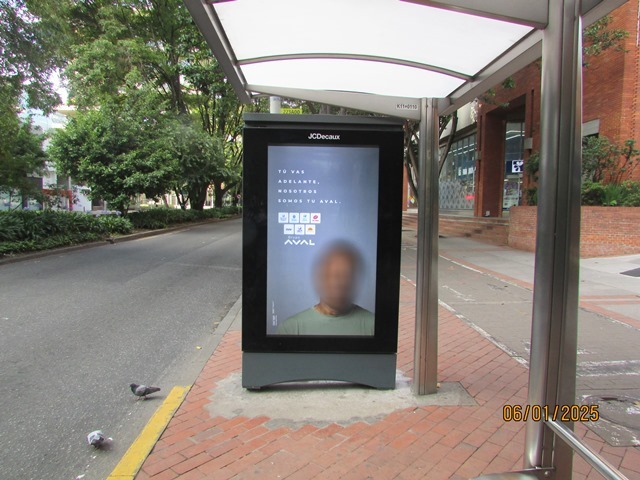 JCDecaux
TÚ VAS
ADELANTE,
NOSOTROS
SOMOS TU AVAL.
AVAL
06/01/2025